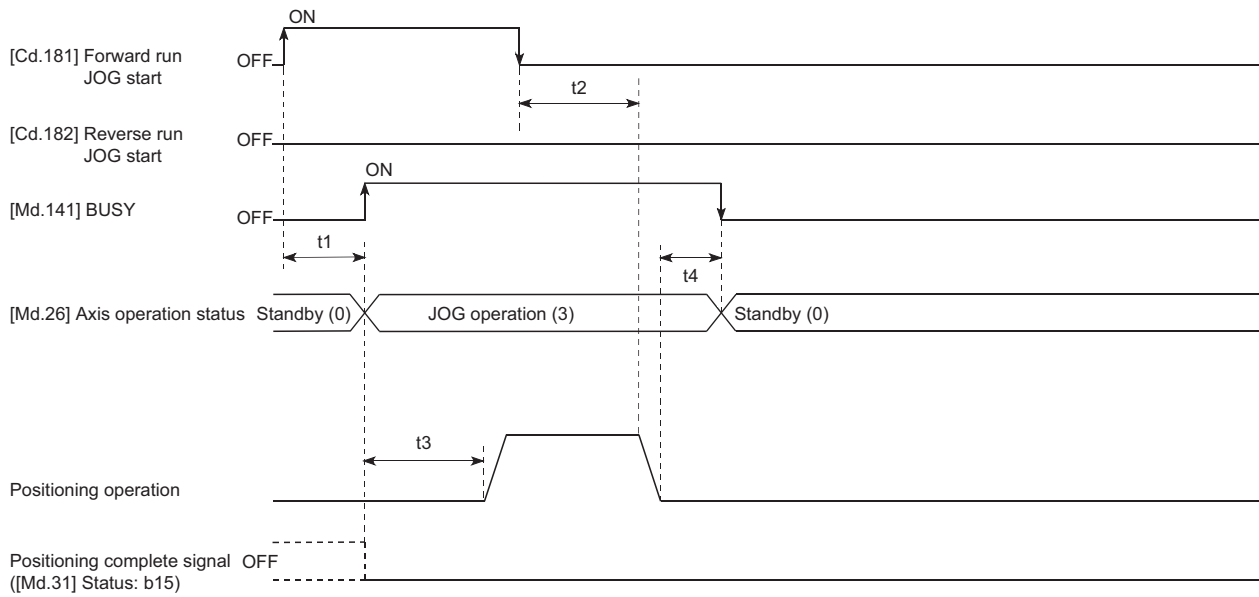 ON
[Cd.181] Forward run
JOG start
OFF
t2
[Cd.182] Reverse run
JOG start
OFF
ON
[Md.141] BUSY
OFF
t1
t4
[Md.26] Axis operation status
Standby (0)
JOG operation (3)
Standby (0)
t3
Positioning operation
Positioning complete signal
([Md.31] Status: b15)
OFF